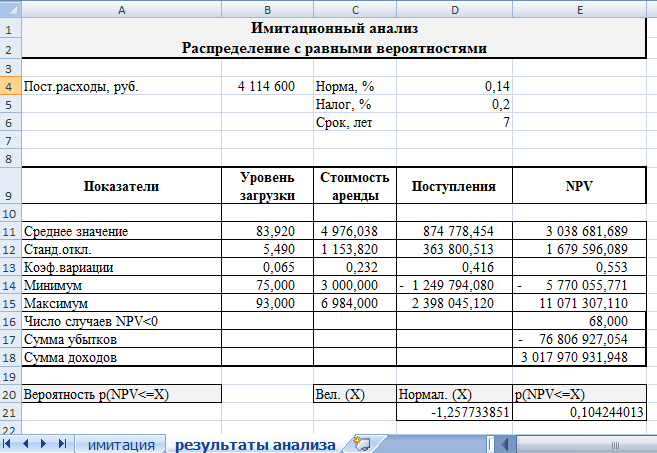 A B C D E
1 Имитационный анализ
2 Распределение с равными вероятностями
3
4 Пост.расходы, руб. 4 114 600 Норма, % 0,14
5 Налог, % 0,2
6 Срок, лет 7
7
8
9 Показатели Уровень загрузки Стоимость аренды Поступления NPV
10
11 Среднее значение 83,920 4 976,038 874 778,454 3 038 681,689
12 Станд.откл. 5,490 1 153,820 363 800,513 1 679 596,089
13 Коэф.вариации 0,065 0,232 0,416 0,553
14 Минимум 75,000 3 000,000 - 1 249 794,080 - 5 770 055,771
15 Максимум 93,000 6 984,000 2 398 045,120 11 071 307,110
16 Число случаев NPV<0 68,000
17 Сумма убытков - 76 806 927,054
18 Сумма доходов 3 017 970 931,948
19
20 Вероятность p(NPV<=X) Вел. (X) Нормал. (X) p(NPV<=X)
21 -1,257733851 0,104244013
22
имитация результаты анализа